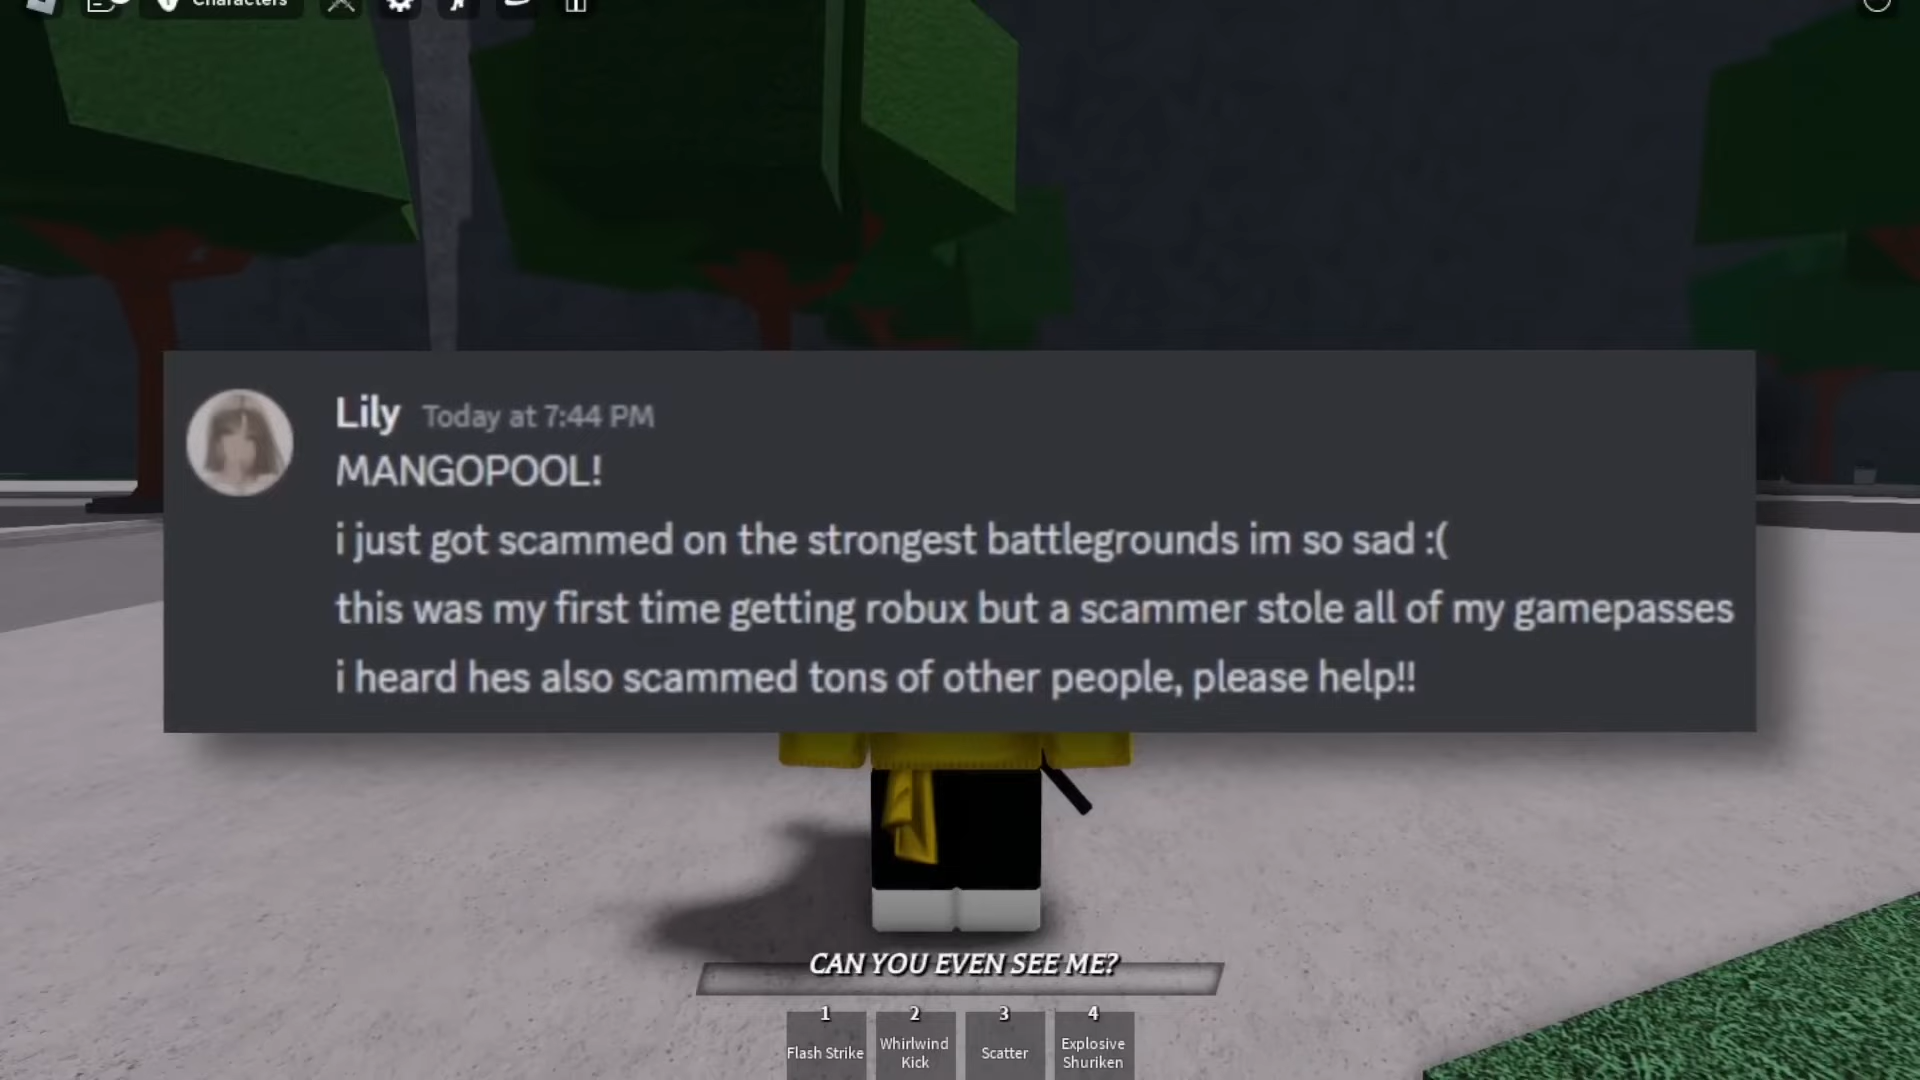 Characters
Lily Today at 7:44 PM
MANGOPOOL!
i just got scammed on the strongest battlegrounds im so sad :(
this was my first time getting robux but a scammer stole all of my gamepasses
i heard hes also scammed tons of other people, please help!!
CAN YOU EVEN SEE ME?
1 2 3 4
Flash Strike Whirlwind Kick Scatter Explosive Shuriken